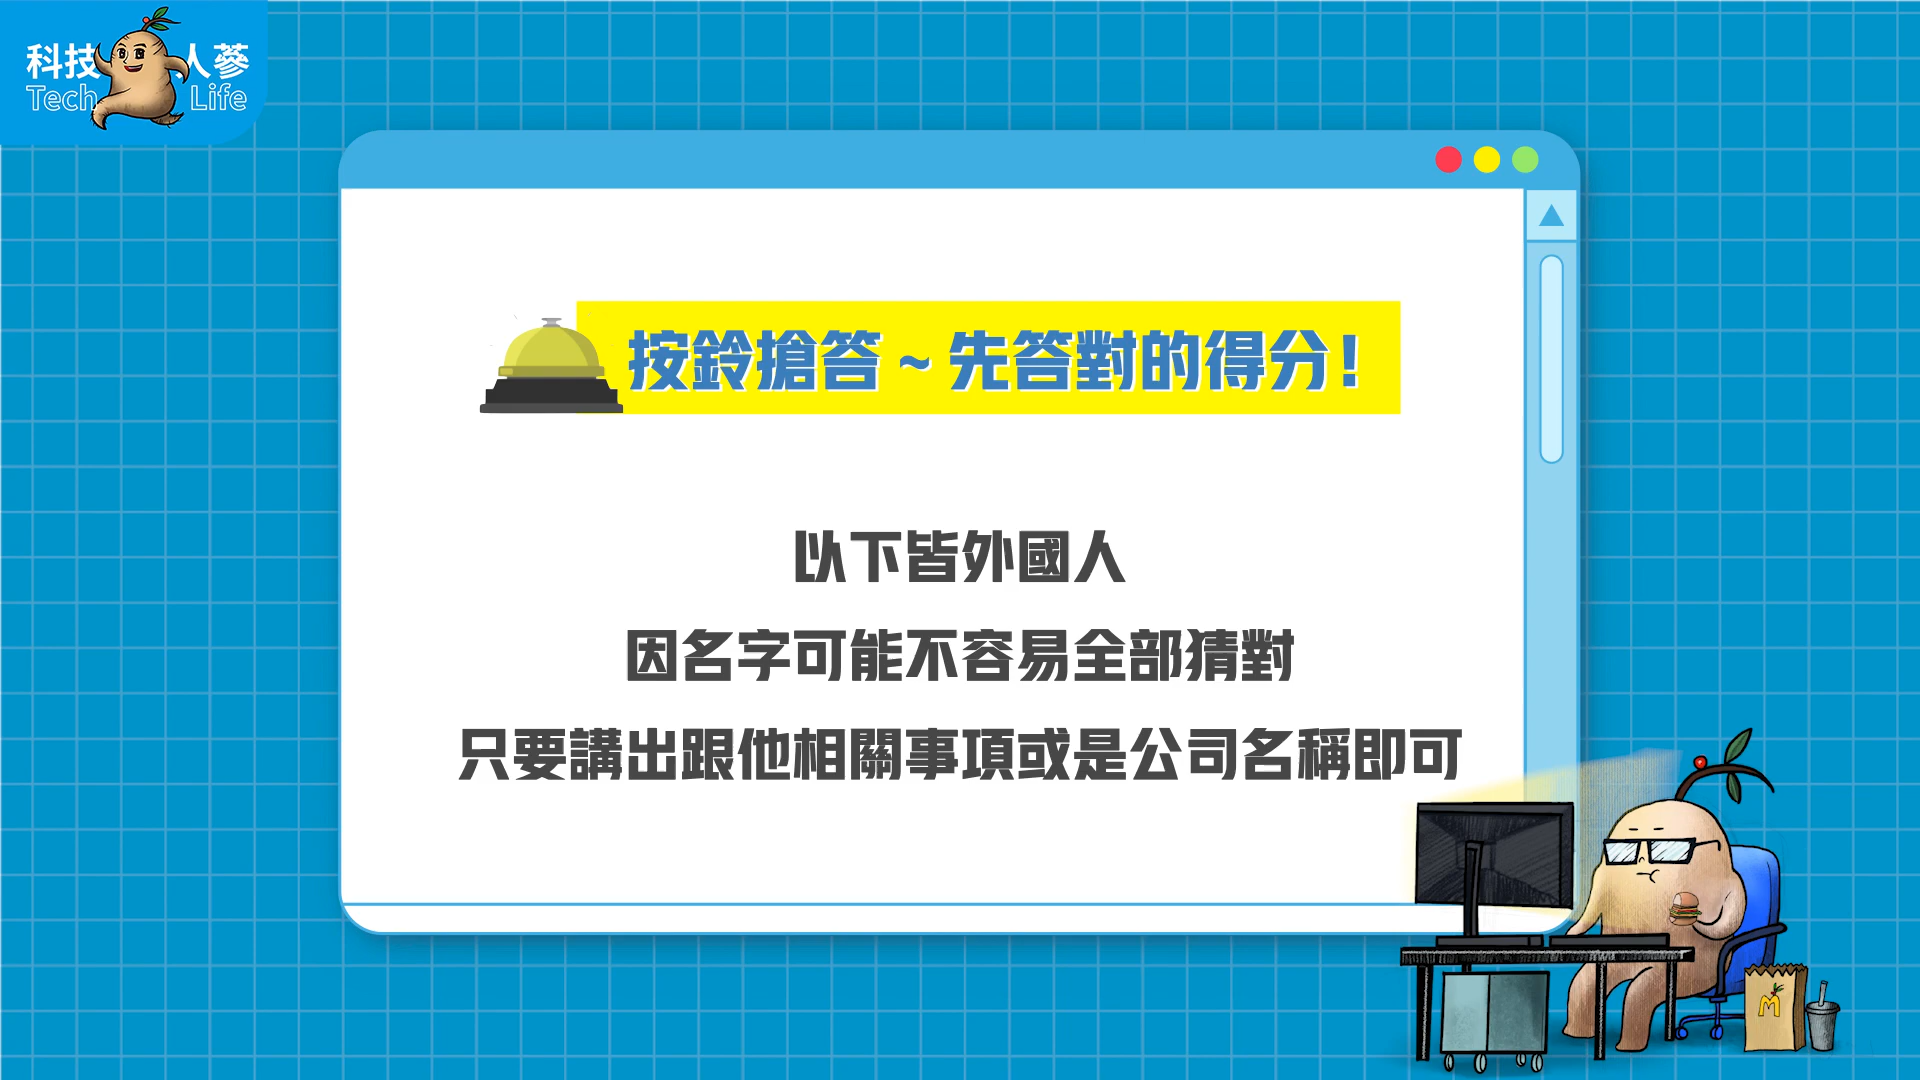 科技人蔘
Tech Life
按鈴搶答~先答對的得分!
以下皆外國人
因名字可能不容易全部猜對
只要講出跟他相關事項或是公司名稱即可
M